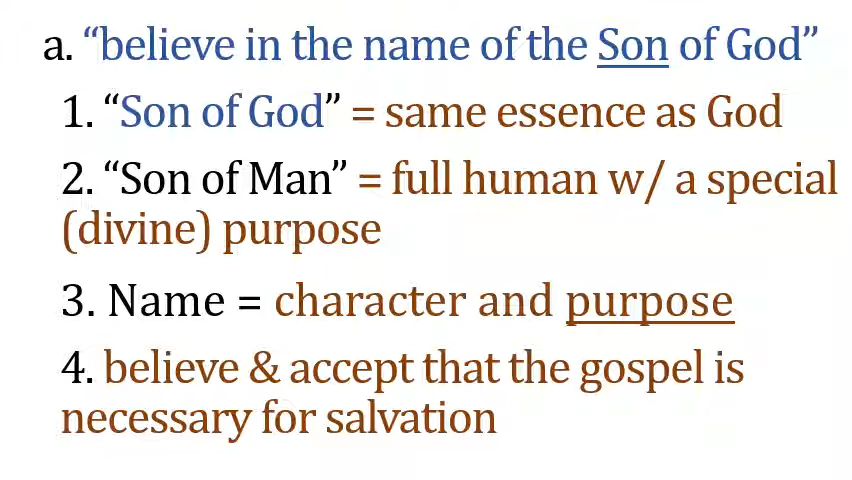 a. “believe in the name of the Son of God”
1. “Son of God” = same essence as God
2. “Son of Man” = full human w/ a special
(divine) purpose
3. Name = character and purpose
4. believe & accept that the gospel is
necessary for salvation